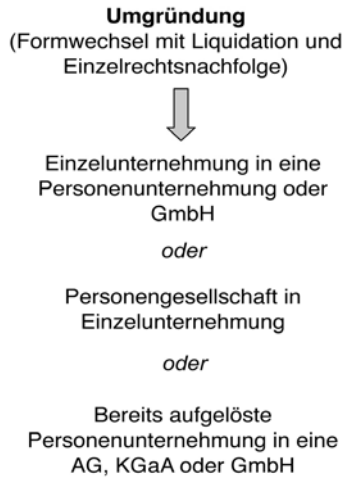 Umgründung
(Formwechsel mit Liquidation und
Einzelrechtsnachfolge)
Einzelunternehmung in eine
Personenunternehmung oder
GmbH
oder
Personengesellschaft in
Einzelunternehmung
oder
Bereits aufgelöste
Personenunternehmung in eine
AG, KGaA oder GmbH